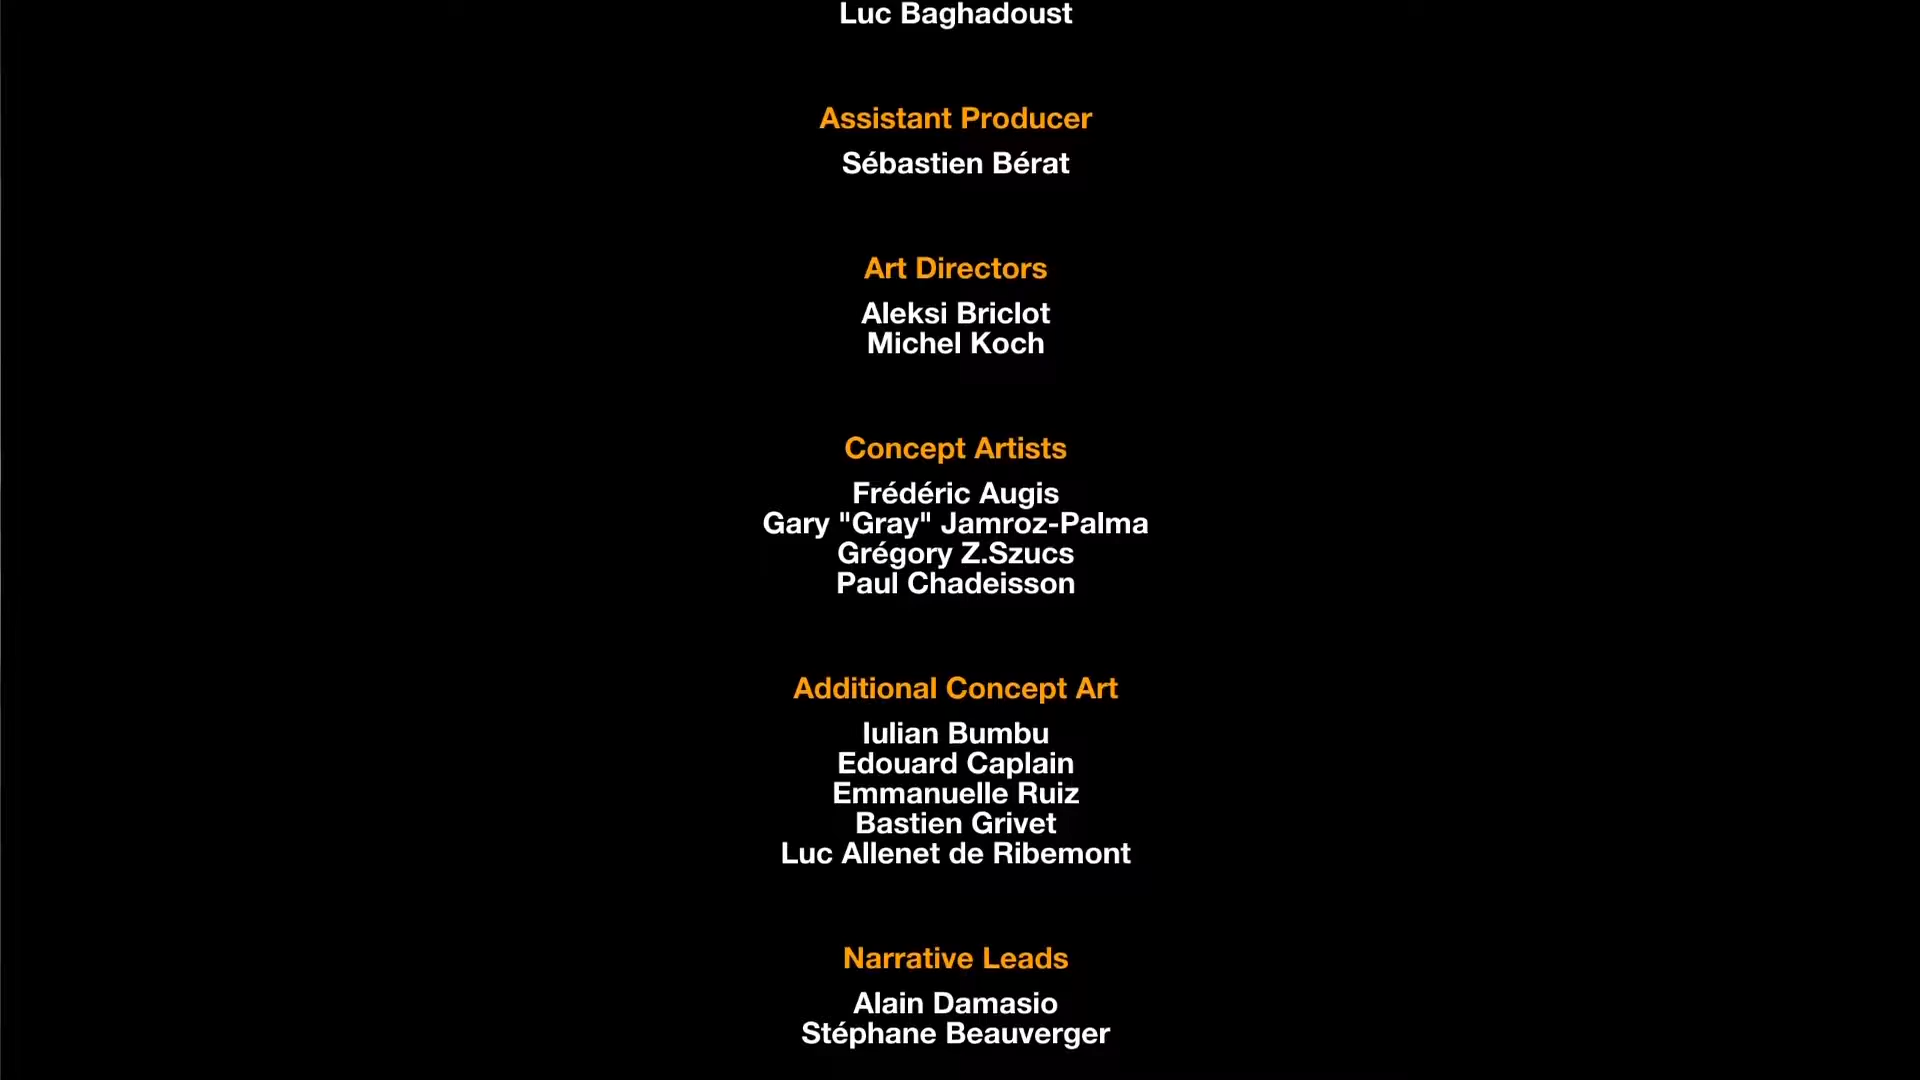 Luc Baghadoust
Assistant Producer
Sébastien Bérat
Art Directors
Aleksi Briclot
Michel Koch
Concept Artists
Frédéric Augis
Gary "Gray" Jamroz-Palma
Grégory Z.Szucs
Paul Chadeisson
Additional Concept Art
Iulian Bumbu
Edouard Caplain
Emmanuelle Ruiz
Bastien Grivet
Luc Allenet de Ribemont
Narrative Leads
Alain Damasio
Stéphane Beauverger